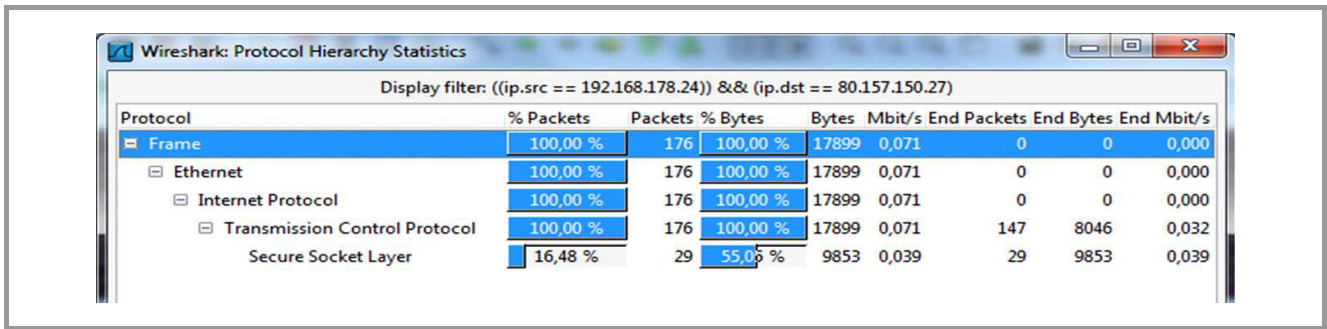 Wireshark: Protocol Hierarchy Statistics
Display filter: ((ip.src == 192.168.178.24)) && (ip.dst == 80.157.150.27)
Protocol % Packets Packets % Bytes Bytes Mbit/s End Packets End Bytes End Mbit/s
Frame 100,00 % 176 100,00 % 17899 0,071 0 0 0,000
Ethernet 100,00 % 176 100,00 % 17899 0,071 0 0 0,000
Internet Protocol 100,00 % 176 100,00 % 17899 0,071 0 0 0,000
Transmission Control Protocol 100,00 % 176 100,00 % 17899 0,071 147 8046 0,032
Secure Socket Layer 16,48 % 29 55,05 % 9853 0,039 29 9853 0,039